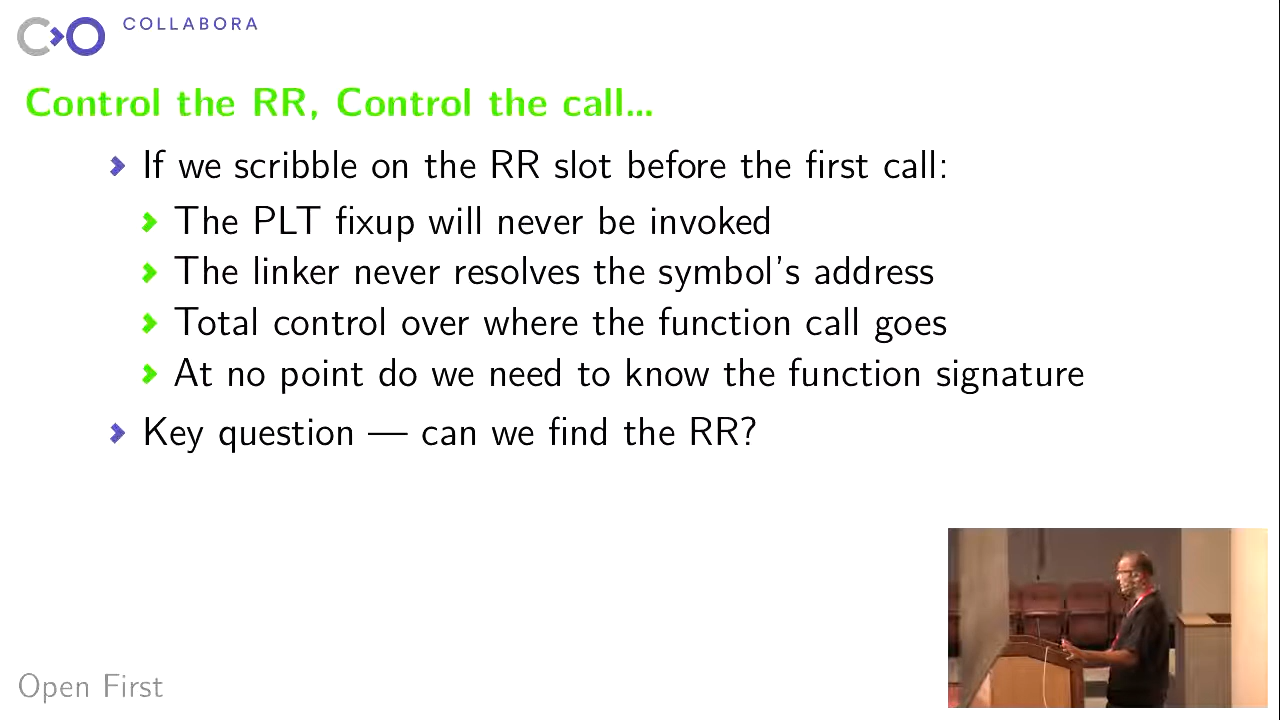 COLLABORA
Control the RR, Control the call...
If we scribble on the RR slot before the first call:
The PLT fixup will never be invoked
The linker never resolves the symbol's address
Total control over where the function call goes
At no point do we need to know the function signature
Key question — can we find the RR?
Open First